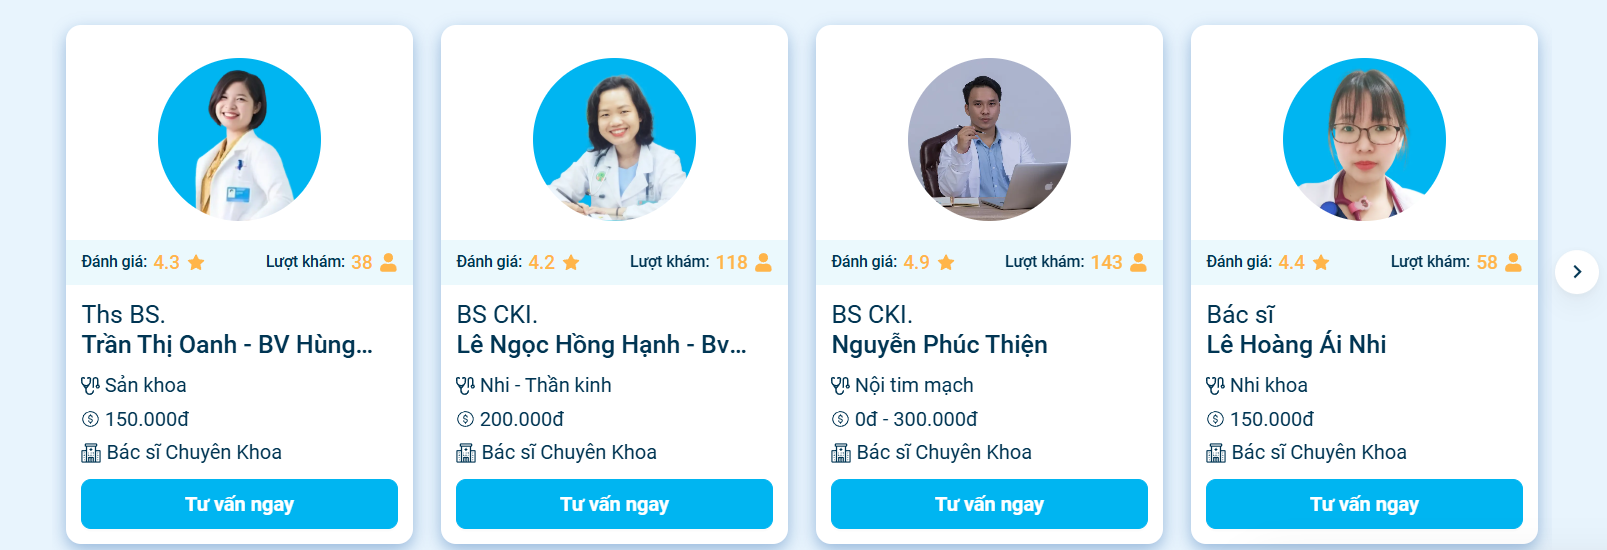 Đánh giá: 4.3
Lượt khám: 38
Ths BS.
Trần Thị Oanh - BV Hùng...
Sản khoa
150.000đ
Bác sĩ Chuyên Khoa
Tư vấn ngay
Đánh giá: 4.2
Lượt khám: 118
BS CKI.
Lê Ngọc Hồng Hạnh - Bv...
Nhi - Thần kinh
200.000đ
Bác sĩ Chuyên Khoa
Tư vấn ngay
Đánh giá: 4.9
Lượt khám: 143
BS CKI.
Nguyễn Phúc Thiện
Nội tim mạch
0đ - 300.000đ
Bác sĩ Chuyên Khoa
Tư vấn ngay
Đánh giá: 4.4
Lượt khám: 58
Bác sĩ
Lê Hoàng Ái Nhi
Nhi khoa
150.000đ
Bác sĩ Chuyên Khoa
Tư vấn ngay